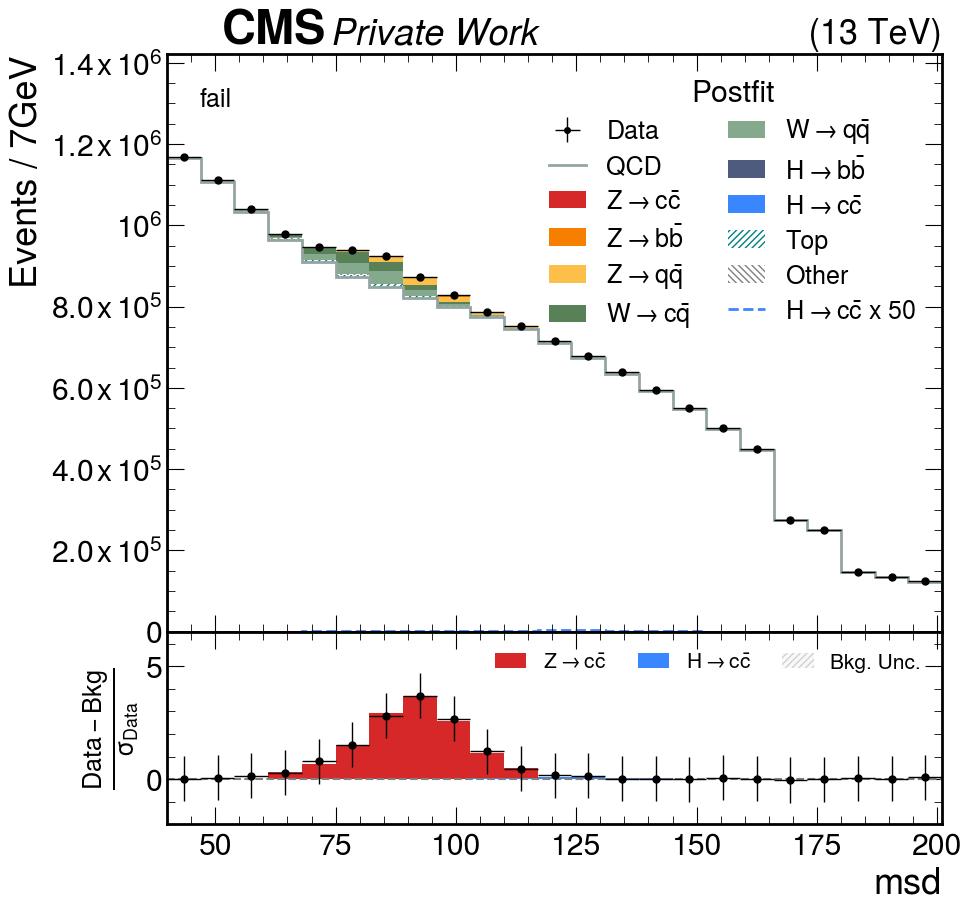 CMS Private Work (13 TeV)
Events / 7GeV
1.4 x 10⁶
1.2 x 10⁶
10⁶
8.0 x 10⁵
6.0 x 10⁵
4.0 x 10⁵
2.0 x 10⁵
0
fail
Postfit
Data
QCD
Z → cc̄
Z → bb̄
Z → qq̄
W → cq̄
W → qq̄
H → bb̄
H → cc̄
Top
Other
H → cc̄ x 50
Data − Bkg
σData
5
0
Z → cc̄ H → cc̄ Bkg. Unc.
50 75 100 125 150 175 200
msd